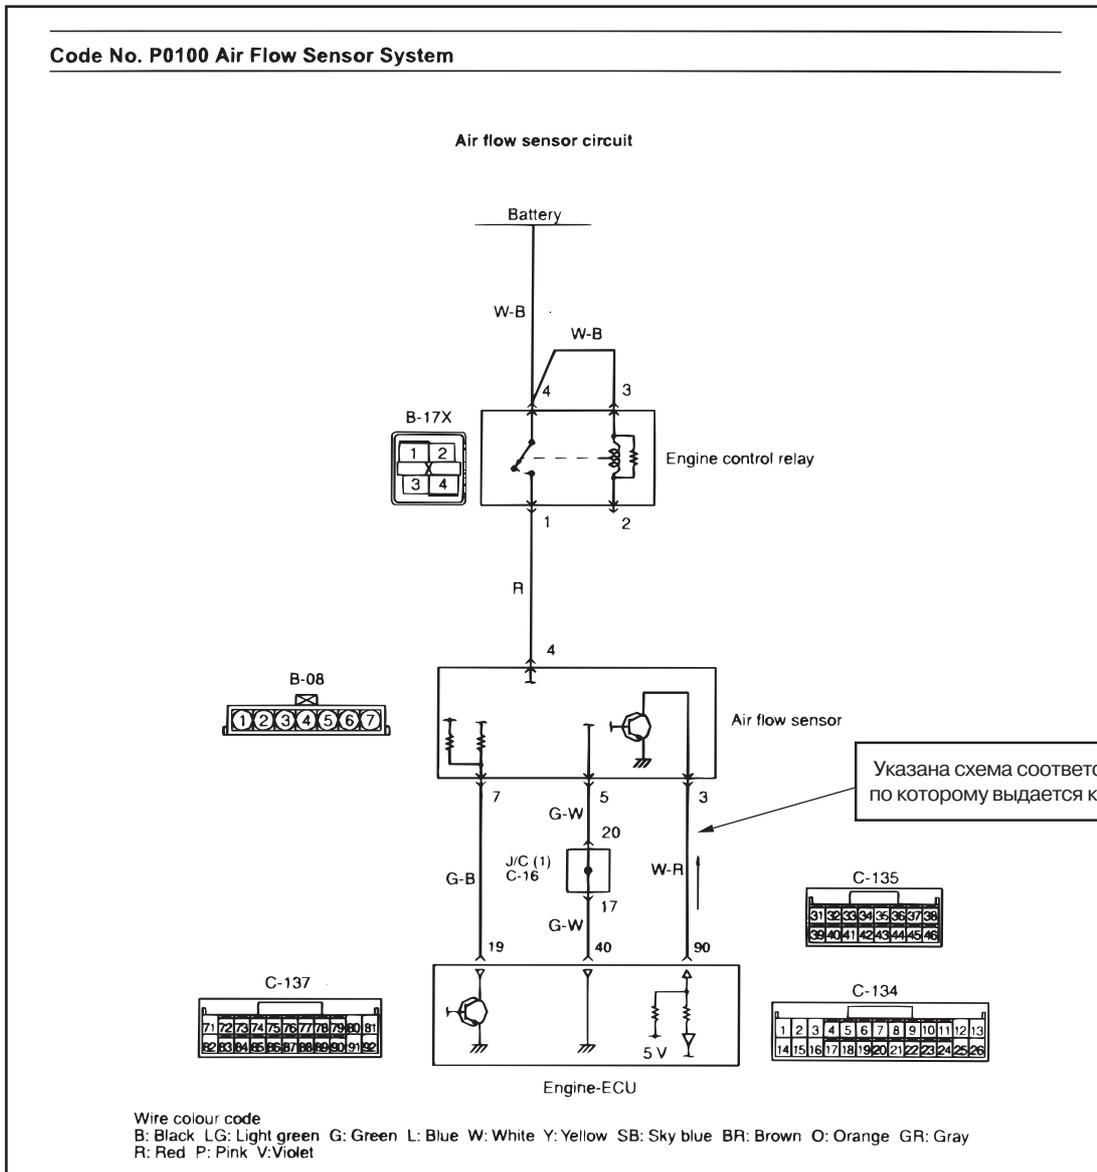 Code No. P0100 Air Flow Sensor System
Air flow sensor circuit
Battery
W-B
W-B
4
3
B-17X
1 2
X
3 4
Engine control relay
1
2
R
4
B-08
1 2 3 4 5 6 7
Air flow sensor
Указана схема соответс
по которому выдается к
7
5
3
G-W
20
J/C (1)
C-16
G-B
W-R
17
G-W
C-135
31 32 33 34 35 36 37 38
39 40 41 42 43 44 45 46
19
40
90
C-137
71 72 73 74 75 76 77 78 79 80 81
82 83 84 85 86 87 88 89 90 91 92
5 V
C-134
1 2 3 4 5 6 7 8 9 10 11 12 13
14 15 16 17 18 19 20 21 22 23 24 25 26
Engine-ECU
Wire colour code
B: Black LG: Light green G: Green L: Blue W: White Y: Yellow SB: Sky blue BR: Brown O: Orange GR: Gray
R: Red P: Pink V:Violet